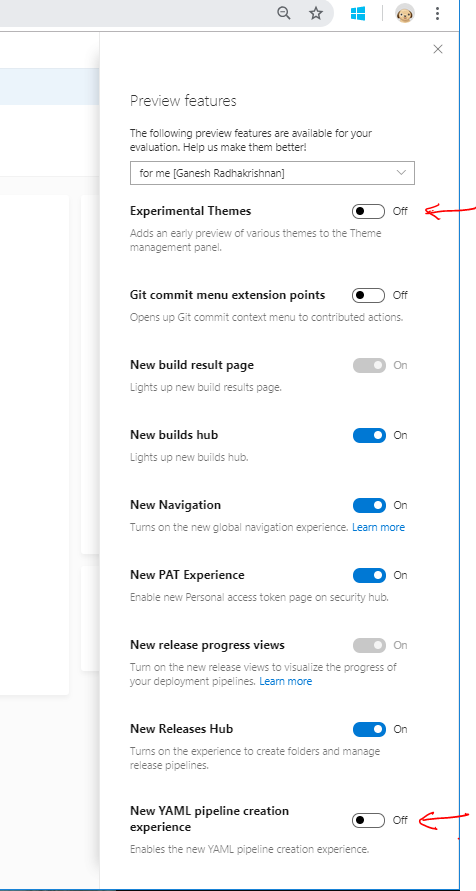 Preview features
The following preview features are available for your
evaluation. Help us make them better!
for me [Ganesh Radhakrishnan]
Experimental Themes Off
Adds an early preview of various themes to the Theme
management panel.
Git commit menu extension points Off
Opens up Git commit context menu to contributed actions.
New build result page On
Lights up new build results page.
New builds hub On
Lights up new builds hub.
New Navigation On
Turns on the new global navigation experience. Learn more
New PAT Experience On
Enable new Personal access token page on security hub.
New release progress views On
Turn on the new release views to visualize the progress of
your deployment pipelines. Learn more
New Releases Hub On
Turns on the experience to create folders and manage
release pipelines.
New YAML pipeline creation
experience Off
Enables the new YAML pipeline creation experience.